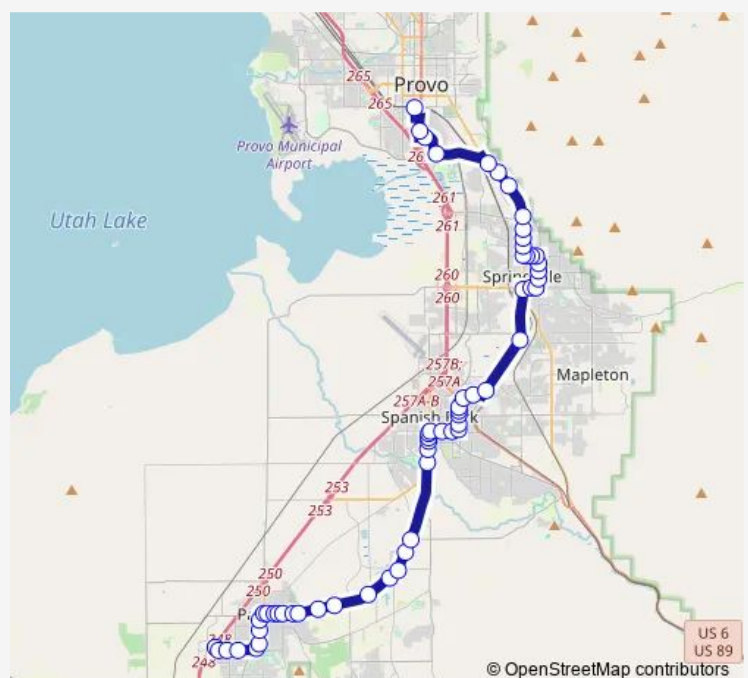 265
Provo
265
Provo Municipal
Airport
26
261
261
Utah Lake
260
260
Mapleton
257B;
257A
257A-B
253
253
250
250
248
US 6
US 89
© OpenStreetMap contributors